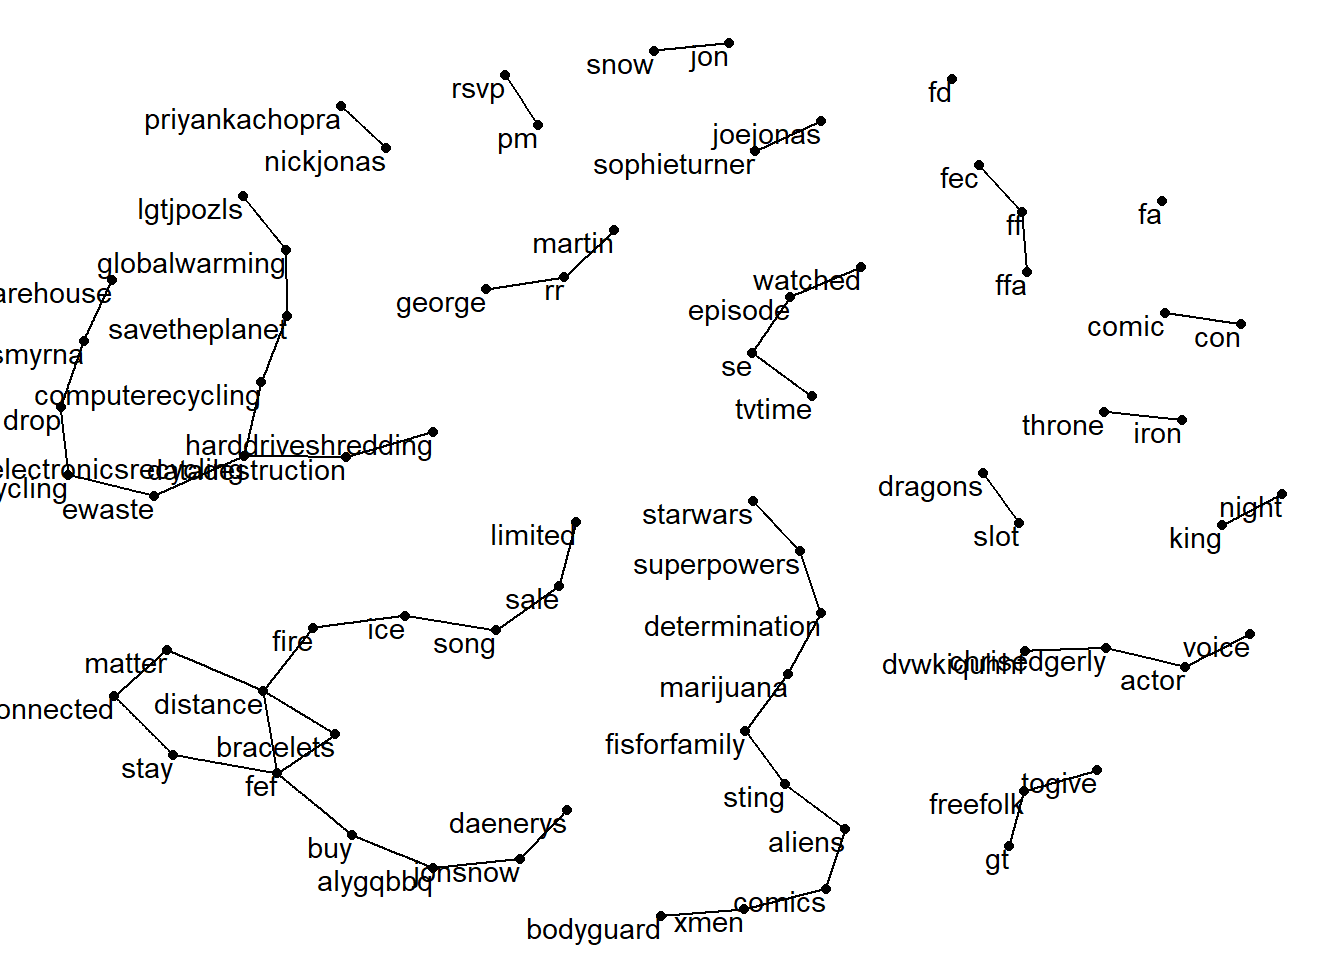 snow
jon
rsvp
fd
priyankachopra
pm
joejonas
nickjonas
sophieturner
fec
lgtjpozls
fa
ff
martin
globalwarming
watched
arehouse
rr
ffa
george
episode
savetheplanet
comic
con
smyrna
se
computerecycling
tvtime
drop
throne
iron
harddriveshredding
electronicsrecycling
datadestruction
ycling
dragons
ewaste
night
starwars
limited
slot
king
superpowers
sale
determination
ice
fire
song
voice
matter
chrisedgerly
actor
marijuana
distance
onnected
fisforfamily
bracelets
stay
togive
fef
sting
freefolk
daenerys
aliens
buy
gt
jonsnow
alygqbbq
comics
xmen
bodyguard